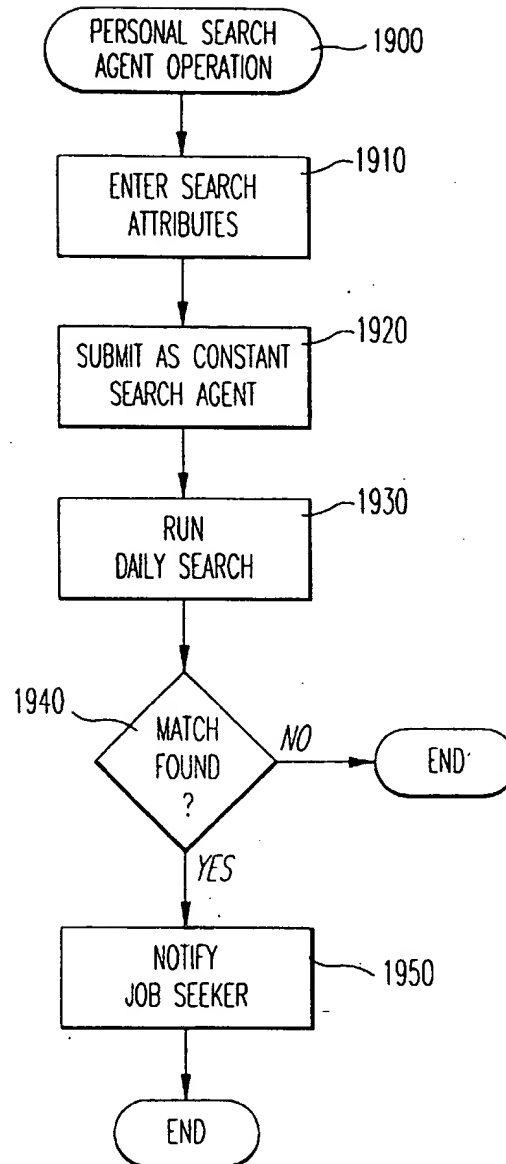 PERSONAL SEARCH
AGENT OPERATION
1900
1910
ENTER SEARCH
ATTRIBUTES
1920
SUBMIT AS CONSTANT
SEARCH AGENT
1930
RUN
DAILY SEARCH
1940
MATCH
FOUND
?
NO
END
YES
NOTIFY
JOB SEEKER
1950
END